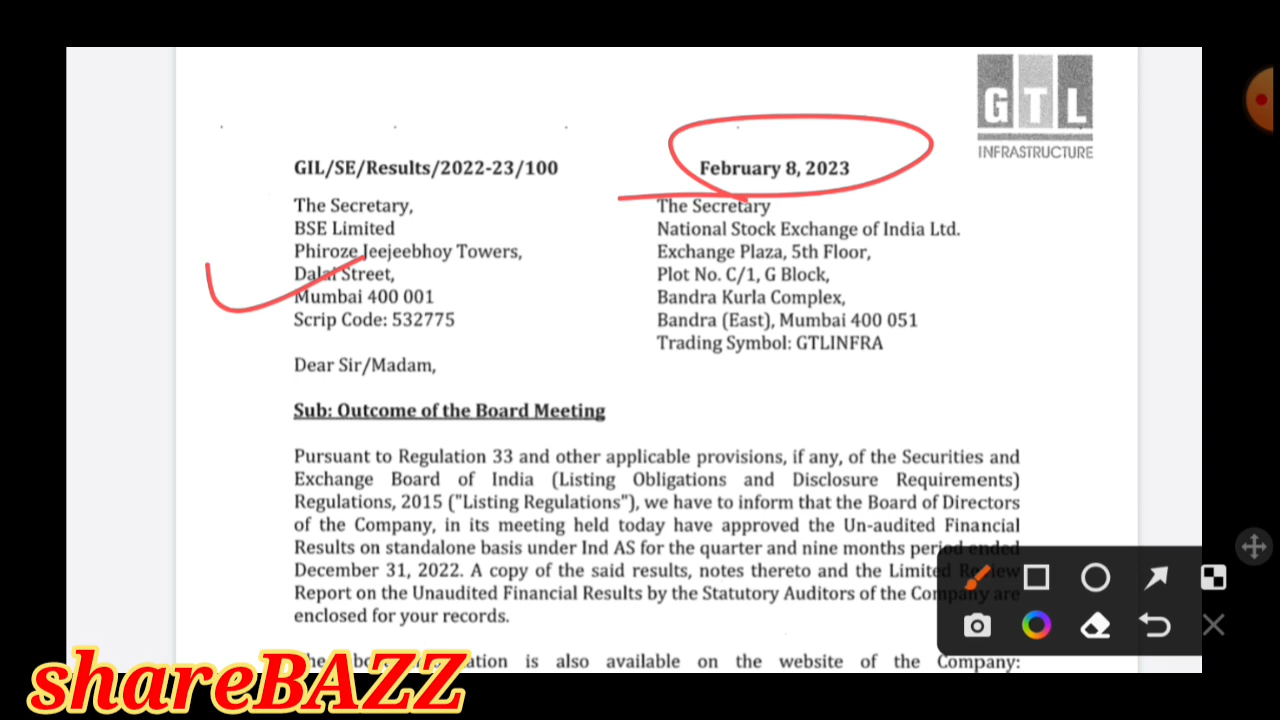 GTL
INFRASTRUCTURE
GIL/SE/Results/2022-23/100
February 8, 2023
The Secretary,
BSE Limited
Phiroze Jeejeebhoy Towers,
Dalal Street,
Mumbai 400 001
Scrip Code: 532775
The Secretary
National Stock Exchange of India Ltd.
Exchange Plaza, 5th Floor,
Plot No. C/1, G Block,
Bandra Kurla Complex,
Bandra (East), Mumbai 400 051
Trading Symbol: GTLINFRA
Dear Sir/Madam,
Sub: Outcome of the Board Meeting
Pursuant to Regulation 33 and other applicable provisions, if any, of the Securities and
Exchange Board of India (Listing Obligations and Disclosure Requirements)
Regulations, 2015 ("Listing Regulations"), we have to inform that the Board of Directors
of the Company, in its meeting held today have approved the Un-audited Financial
Results on standalone basis under Ind AS for the quarter and nine months period ended
December 31, 2022. A copy of the said results, notes thereto and the Limited Review
Report on the Unaudited Financial Results by the Statutory Auditors of the Company are
enclosed for your records.
is also available on the website of the Company:
shareBAZZ